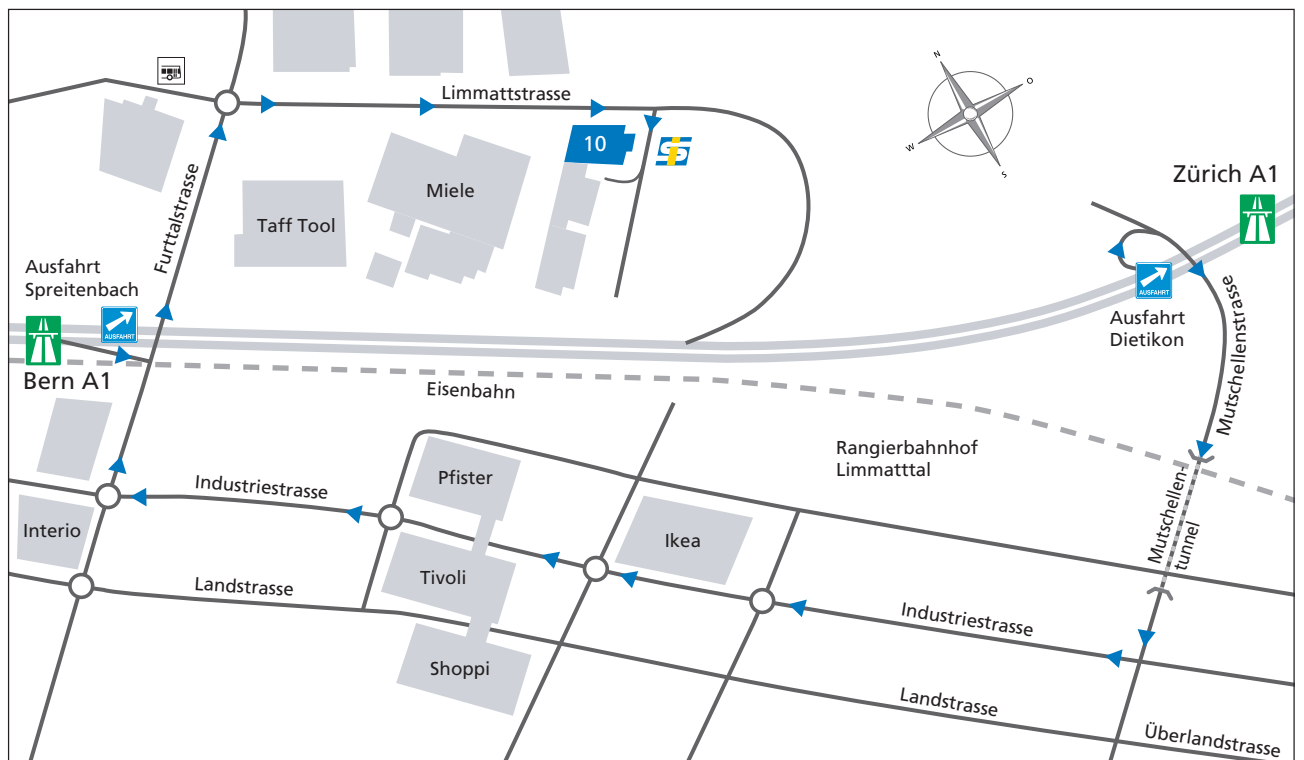 Limmattstrasse
N
O
W
S
10
Zürich A1
Miele
Taff Tool
Furttalstrasse
Ausfahrt
Spreitenbach
AUSFAHRT
AUSFAHRT
Ausfahrt
Dietikon
Mutschellenstrasse
Bern A1
Eisenbahn
Rangierbahnhof
Limmatttal
Pfister
Industriestrasse
Interio
Ikea
Mutschellen-
tunnel
Tivoli
Landstrasse
Industriestrasse
Shoppi
Landstrasse
Überlandstrasse